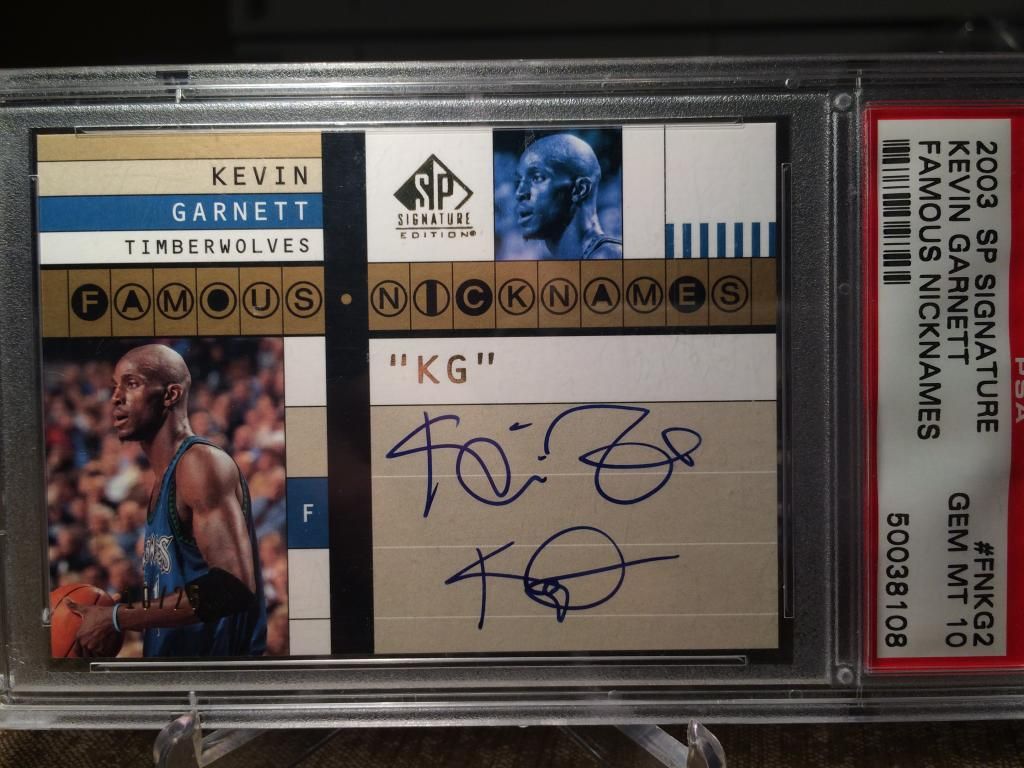 KEVIN
GARNETT
TIMBERWOLVES
SP
SIGNATURE
EDITION
FAMOUS • NICKNAMES
"KG"
F
2003 SP SIGNATURE #FNKG2
KEVIN GARNETT GEM MT 10
FAMOUS NICKNAMES 50038108
PSA